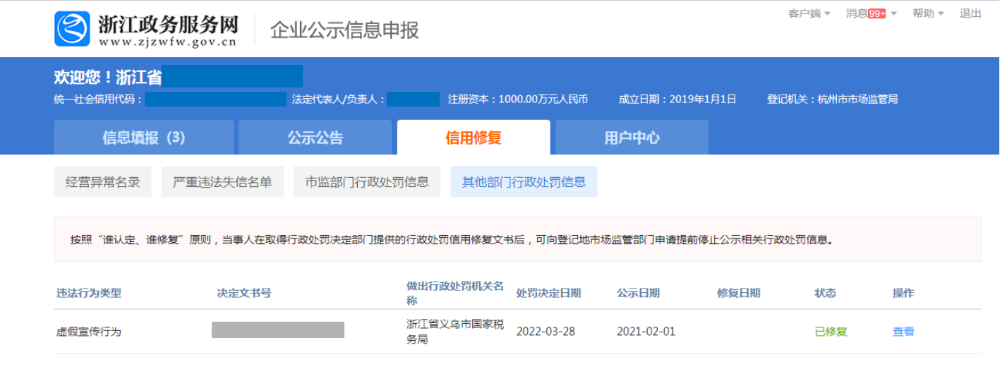 客户端 消息 99+ 帮助 退出
浙江政务服务网 企业公示信息申报
www.zjzwfw.gov.cn
欢迎您！浙江省
统一社会信用代码： 法定代表人/负责人： 注册资本：1000.00万元人民币 成立日期：2019年1月1日 登记机关：杭州市市场监管局
信息填报（3） 公示公告 信用修复 用户中心
经营异常名录 严重违法失信名单 市监部门行政处罚信息 其他部门行政处罚信息
按照“谁认定、谁修复”原则，当事人在取得行政处罚决定部门提供的行政处罚信用修复文书后，可向登记地市场监管部门申请提前停止公示相关行政处罚信息。
违法行为类型 决定文书号 做出行政处罚机关名称 处罚决定日期 公示日期 修复日期 状态 操作
虚假宣传行为 浙江省义乌市国家税务局 2022-03-28 2021-02-01 已修复 查看